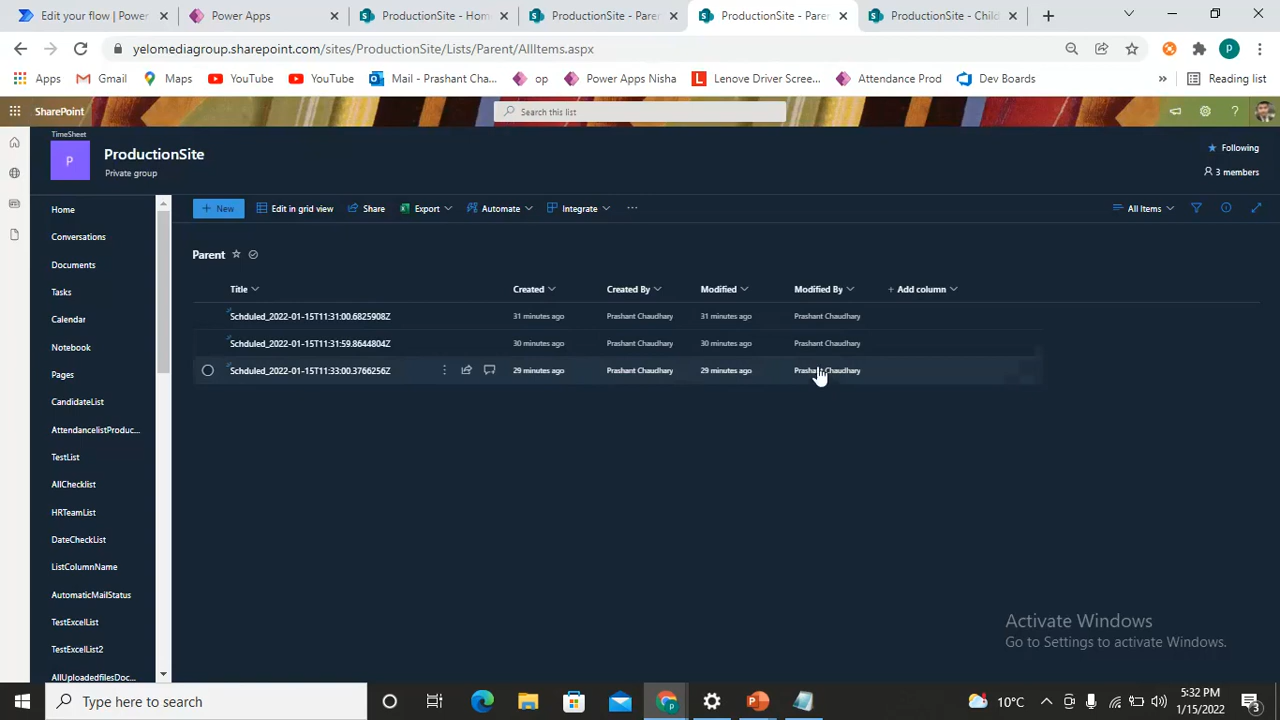 Edit your flow | Power
Power Apps
ProductionSite - Hom
ProductionSite - Paren
ProductionSite - Paren
ProductionSite - Child
yelomediagroup.sharepoint.com/sites/ProductionSite/Lists/Parent/AllItems.aspx
P
Apps
Gmail
Maps
YouTube
YouTube
Mail - Prashant Cha...
op
Power Apps Nisha
Lenove Driver Scree...
Attendance Prod
Dev Boards
»
Reading list
SharePoint
Search this list
?
TimeSheet
P
ProductionSite
Private group
Following
3 members
Home
Conversations
Documents
Tasks
Calendar
Notebook
Pages
CandidateList
AttendancelistProduc...
TestList
AllChecklist
HRTeamList
DateCheckList
ListColumnName
AutomaticMailStatus
TestExcelList
TestExcelList2
AllUploadedfilesDoc...
+ New
Edit in grid view
Share
Export
Automate
Integrate
...
All Items
Parent
Title
Created
Created By
Modified
Modified By
+ Add column
Schduled_2022-01-15T11:31:00.6825908Z
31 minutes ago
Prashant Chaudhary
31 minutes ago
Prashant Chaudhary
Schduled_2022-01-15T11:31:59.8644804Z
30 minutes ago
Prashant Chaudhary
30 minutes ago
Prashant Chaudhary
Schduled_2022-01-15T11:33:00.3766256Z
29 minutes ago
Prashant Chaudhary
29 minutes ago
Prashant Chaudhary
Activate Windows
Go to Settings to activate Windows.
Type here to search
10°C
5:32 PM
1/15/2022
3